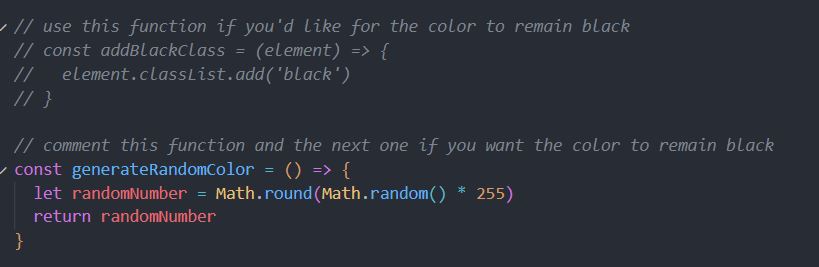 // use this function if you'd like for the color to remain black
// const addBlackClass = (element) => {
//   element.classList.add('black')
// }
// comment this function and the next one if you want the color to remain black
const generateRandomColor = () => {
  let randomNumber = Math.round(Math.random() * 255)
  return randomNumber
}